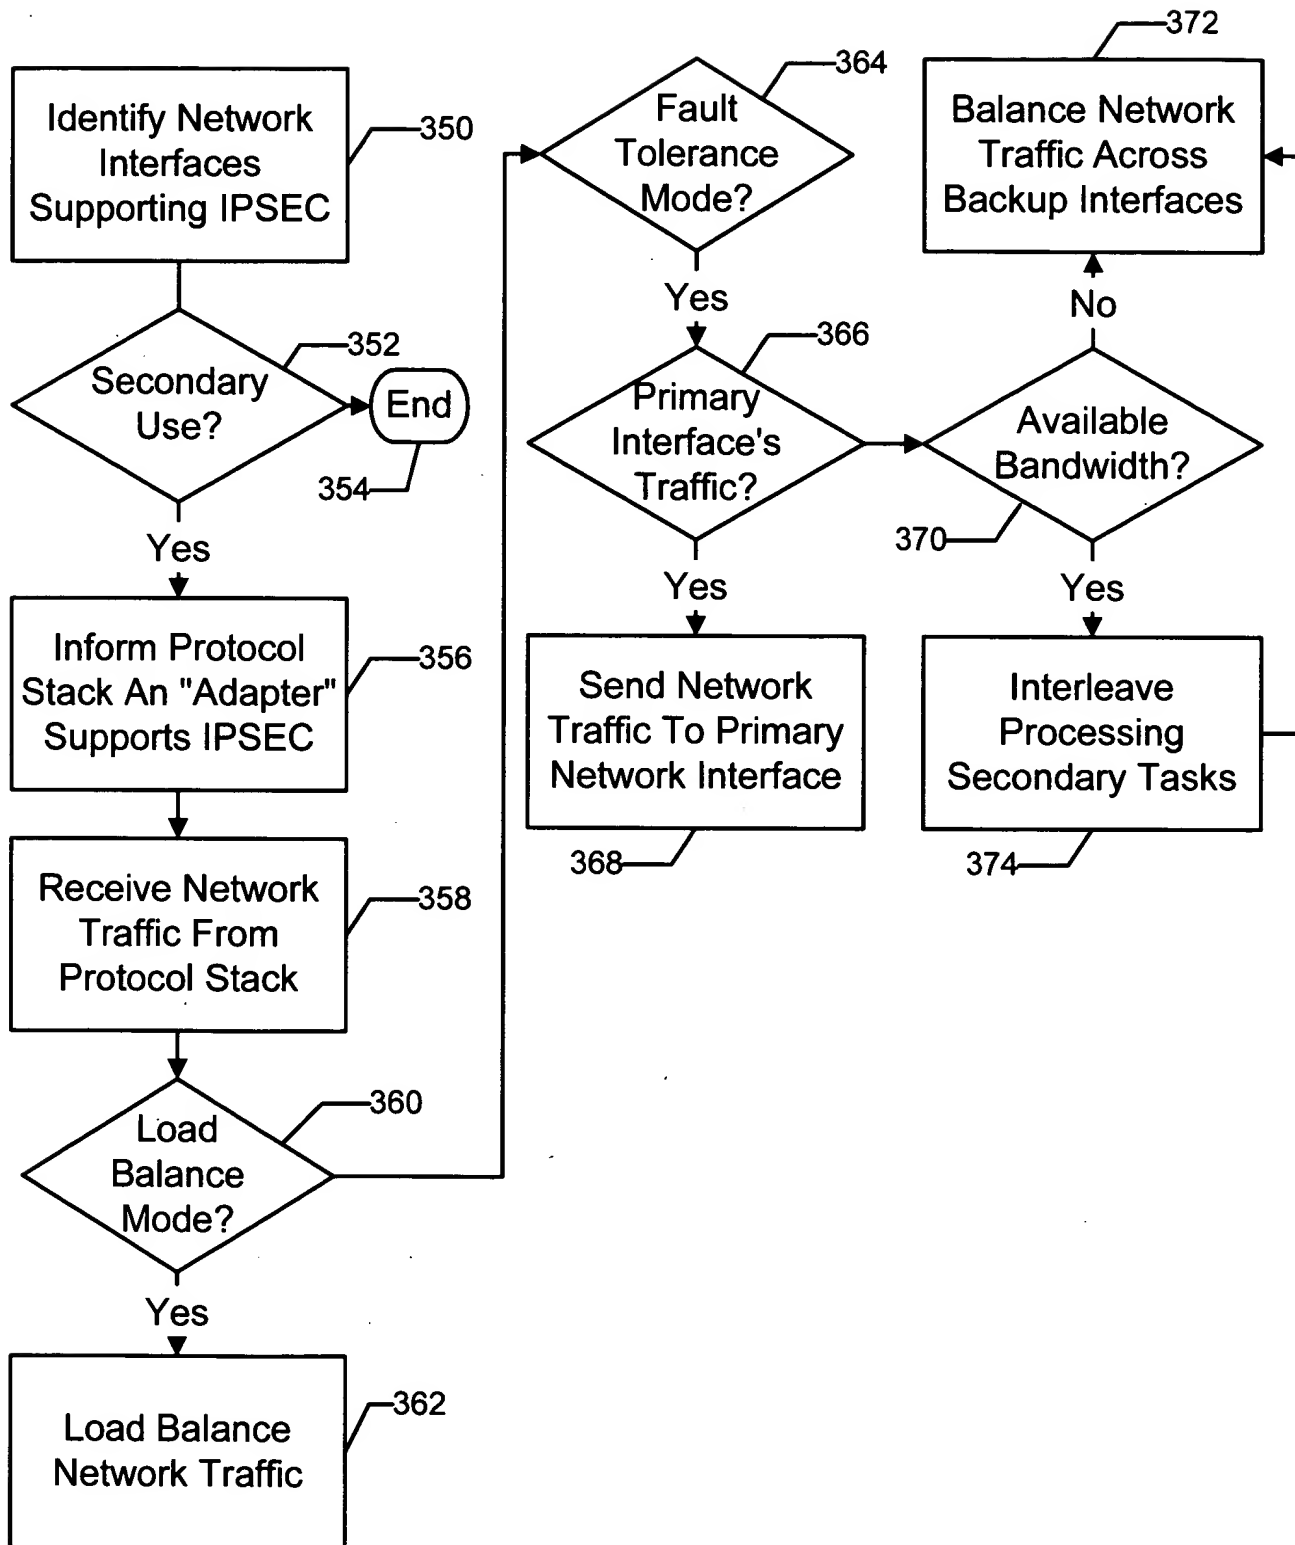 Identify Network
Interfaces
Supporting IPSEC
350
Secondary
Use?
352
End
354
Yes
Inform Protocol
Stack An "Adapter"
Supports IPSEC
356
Receive Network
Traffic From
Protocol Stack
358
Load
Balance
Mode?
360
Yes
Load Balance
Network Traffic
362
Fault
Tolerance
Mode?
364
Yes
Primary
Interface's
Traffic?
366
Yes
Send Network
Traffic To Primary
Network Interface
368
372
Balance Network
Traffic Across
Backup Interfaces
No
Available
Bandwidth?
370
Yes
Interleave
Processing
Secondary Tasks
374